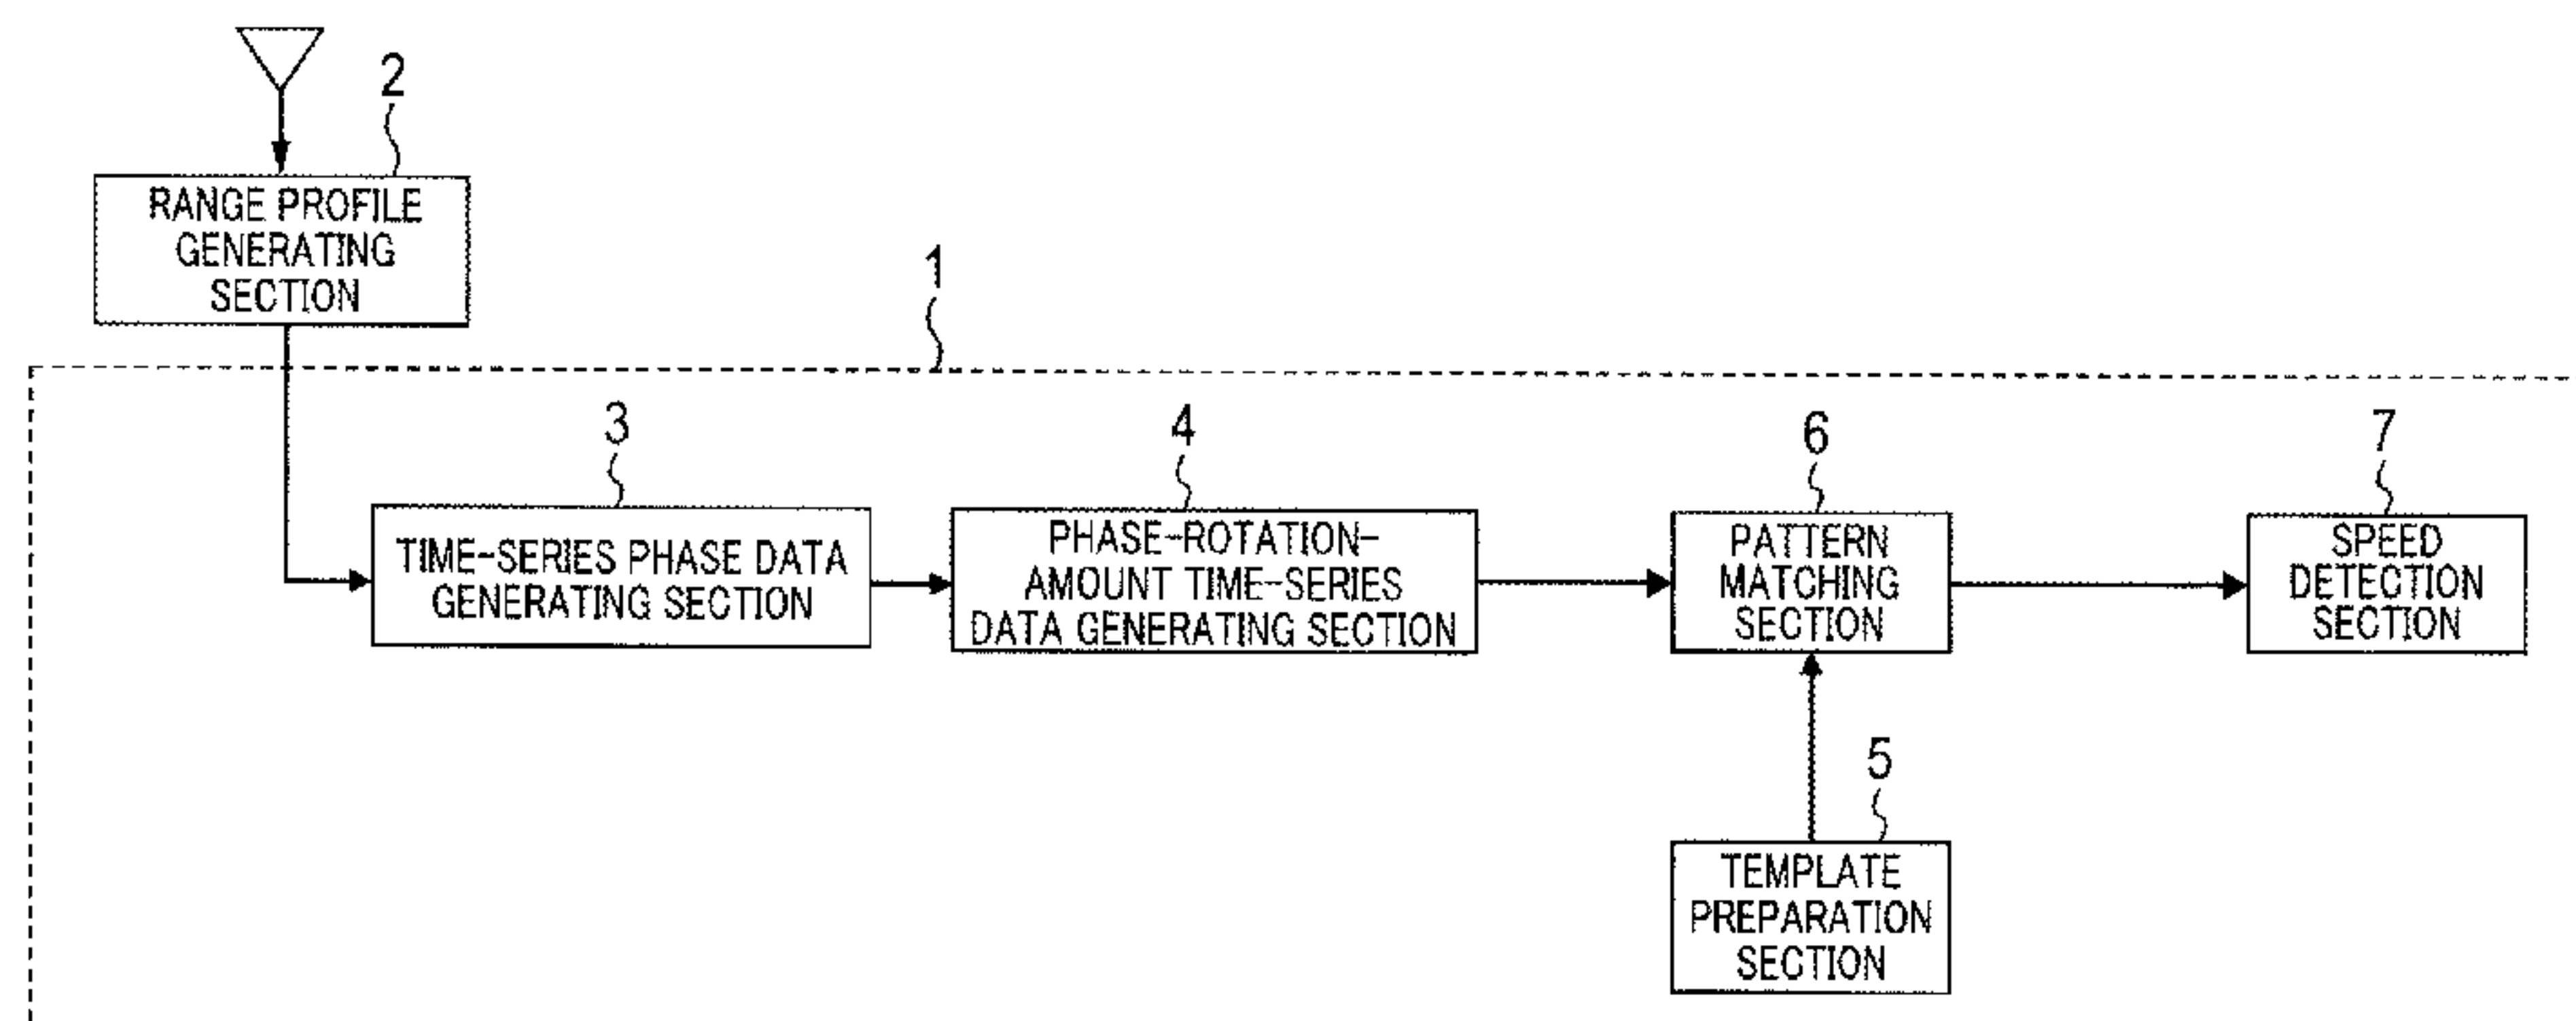 2
RANGE PROFILE
GENERATING
SECTION
1
3
TIME-SERIES PHASE DATA
GENERATING SECTION
4
PHASE-ROTATION-
AMOUNT TIME-SERIES
DATA GENERATING SECTION
6
PATTERN
MATCHING
SECTION
7
SPEED
DETECTION
SECTION
5
TEMPLATE
PREPARATION
SECTION